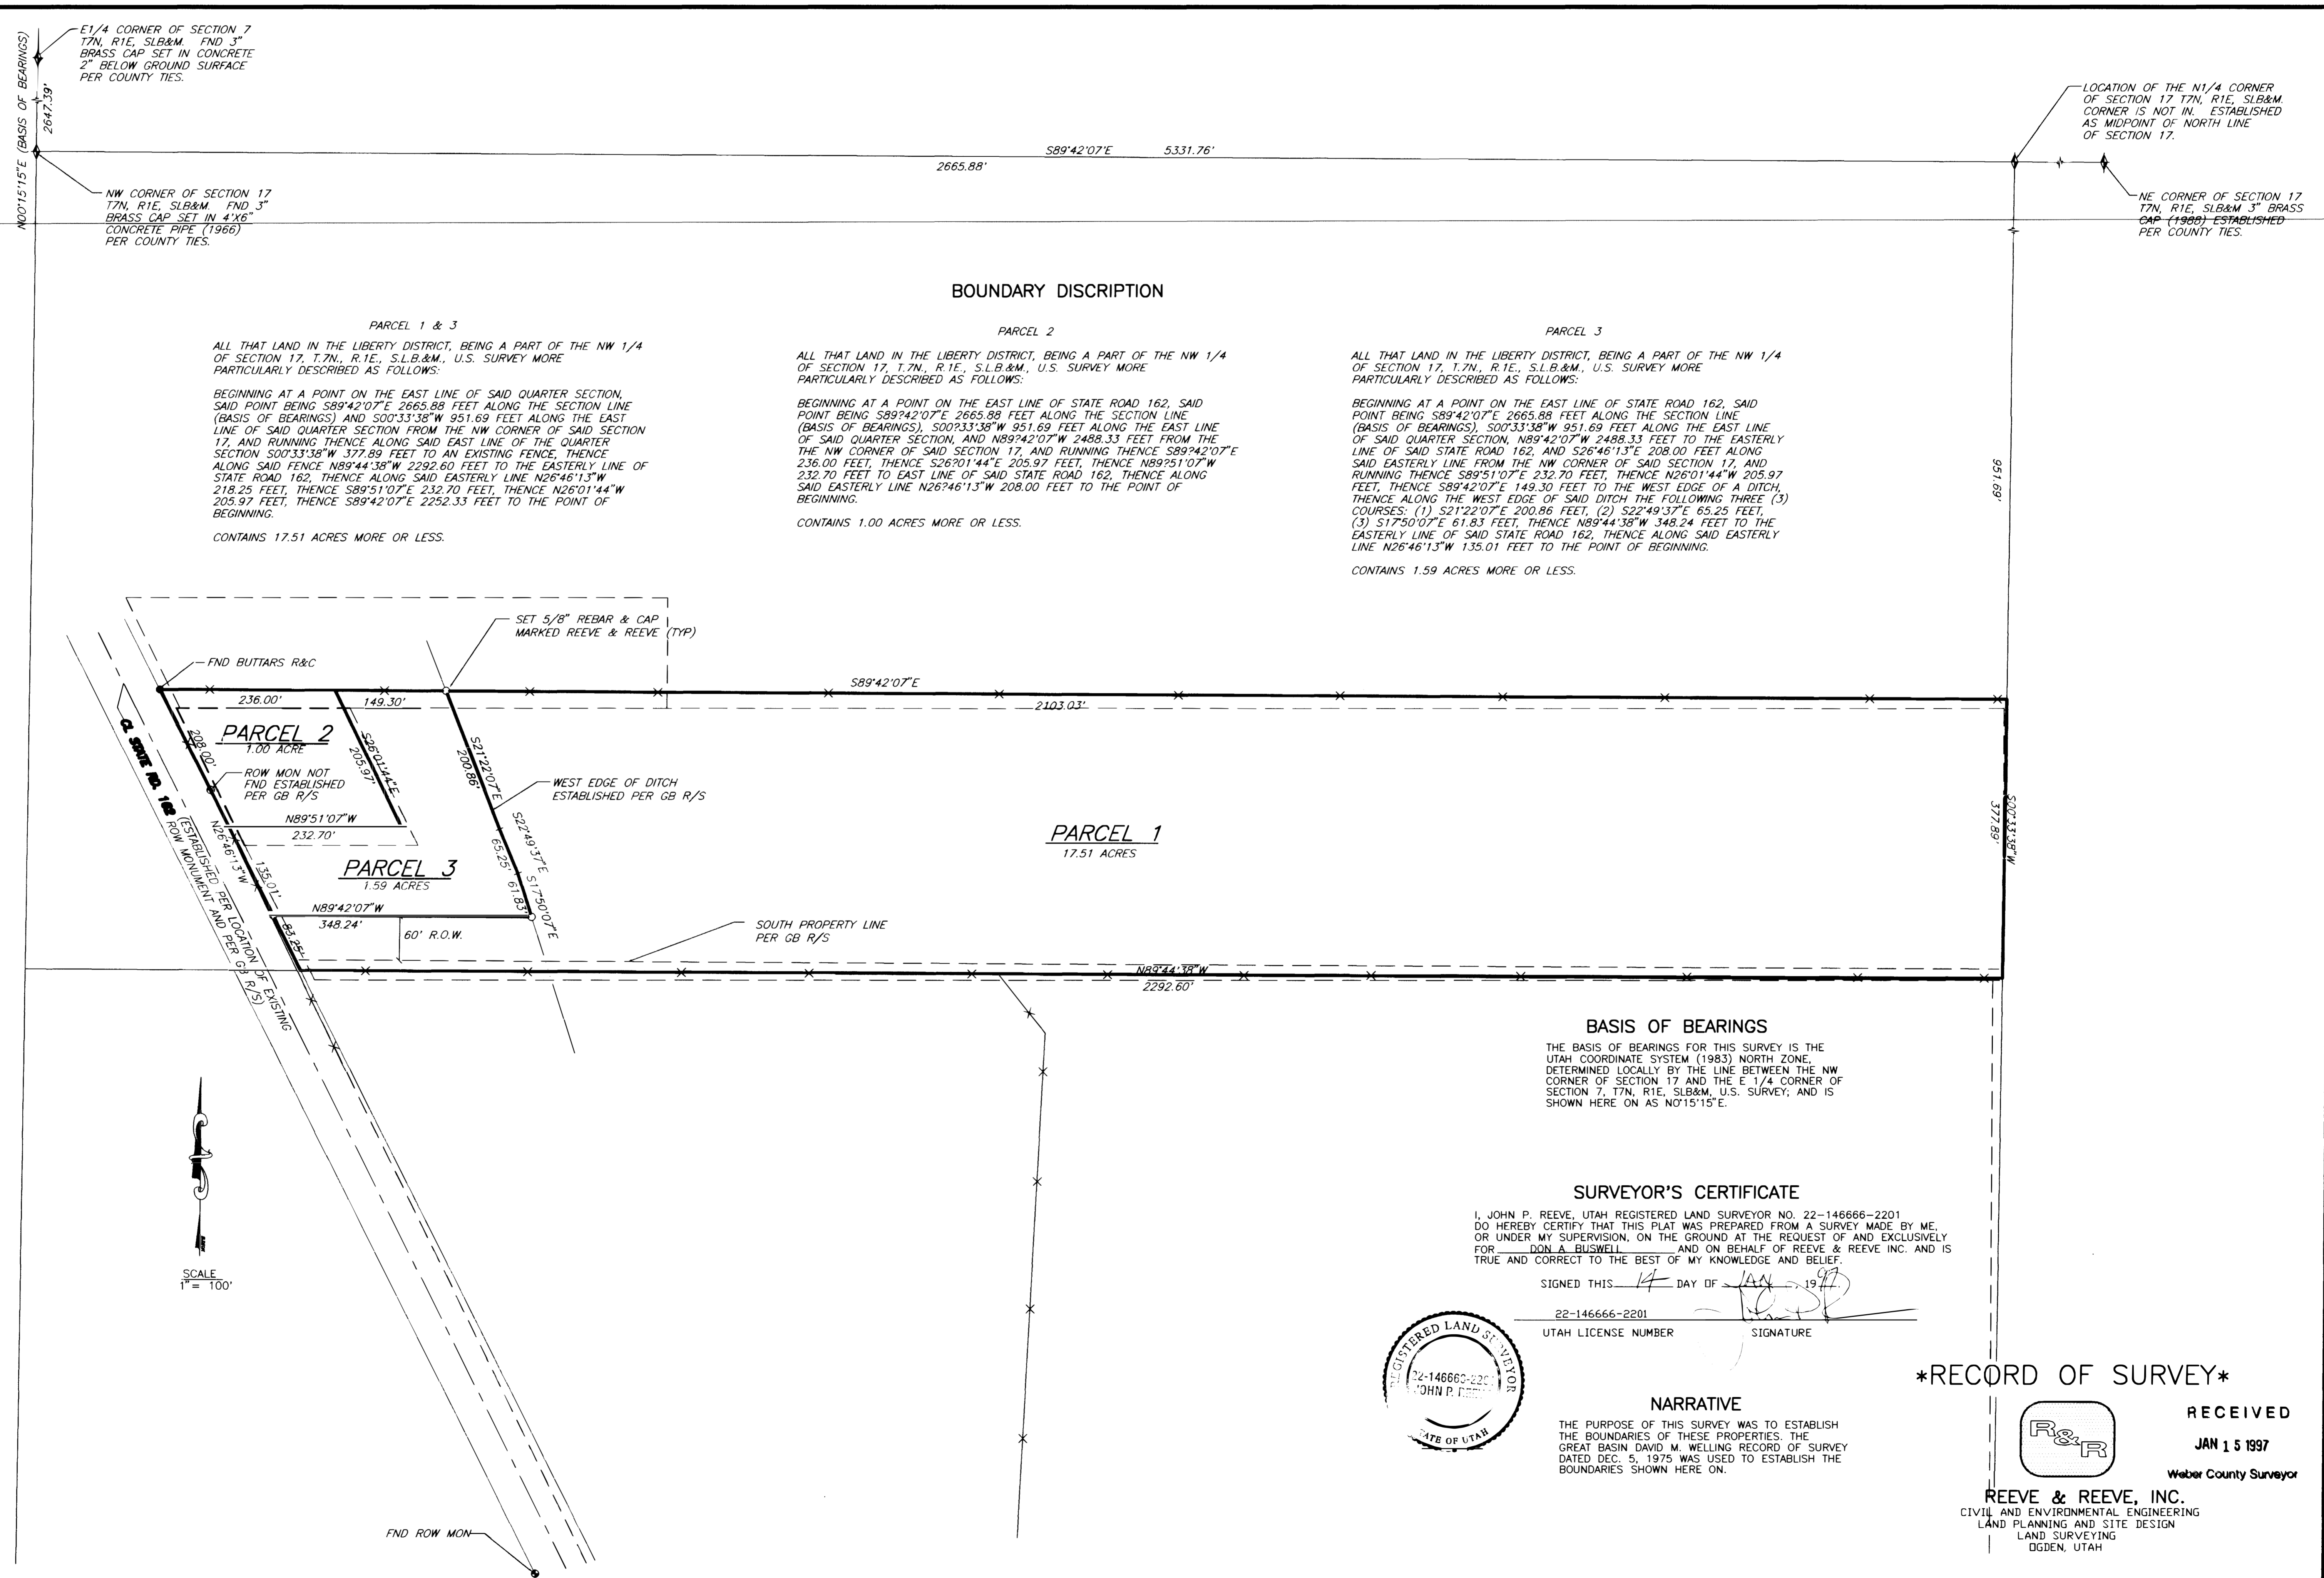 E1/4 CORNER OF SECTION 7
T7N, R1E, SLB&M. FND 3"
BRASS CAP SET IN CONCRETE
2" BELOW GROUND SURFACE
PER COUNTY TIES.
N00°15'15"E (BASIS OF BEARINGS)
2647.39'
LOCATION OF THE N1/4 CORNER
OF SECTION 17 T7N, R1E, SLB&M.
CORNER IS NOT IN. ESTABLISHED
AS MIDPOINT OF NORTH LINE
OF SECTION 17.
S89°42'07'E 5331.76'
2665.88'
NW CORNER OF SECTION 17
T7N, R1E, SLB&M. FND 3"
BRASS CAP SET IN 4'X6"
CONCRETE PIPE (1966)
PER COUNTY TIES.
NE CORNER OF SECTION 17
T7N, R1E, SLB&M 3" BRASS
CAP (1988) ESTABLISHED
PER COUNTY TIES.
BOUNDARY DISCRIPTION
PARCEL 1 & 3
ALL THAT LAND IN THE LIBERTY DISTRICT, BEING A PART OF THE NW 1/4
OF SECTION 17, T.7N., R.1E., S.L.B.&M., U.S. SURVEY MORE
PARTICULARLY DESCRIBED AS FOLLOWS:
BEGINNING AT A POINT ON THE EAST LINE OF SAID QUARTER SECTION,
SAID POINT BEING S89°42'07"E 2665.88 FEET ALONG THE SECTION LINE
(BASIS OF BEARINGS) AND S00°33'38"W 951.69 FEET ALONG THE EAST
LINE OF SAID QUARTER SECTION FROM THE NW CORNER OF SAID SECTION
17, AND RUNNING THENCE ALONG SAID EAST LINE OF THE QUARTER
SECTION S00°33'38"W 377.89 FEET TO AN EXISTING FENCE, THENCE
ALONG SAID FENCE N89°44'38"W 2292.60 FEET TO THE EASTERLY LINE OF
STATE ROAD 162, THENCE ALONG SAID EASTERLY LINE N26°46'13"W
218.25 FEET, THENCE S89°51'07"E 232.70 FEET, THENCE N26°01'44"W
205.97 FEET, THENCE S89°42'07"E 2252.33 FEET TO THE POINT OF
BEGINNING.
CONTAINS 17.51 ACRES MORE OR LESS.
PARCEL 2
ALL THAT LAND IN THE LIBERTY DISTRICT, BEING A PART OF THE NW 1/4
OF SECTION 17, T.7N., R.1E., S.L.B.&M., U.S. SURVEY MORE
PARTICULARLY DESCRIBED AS FOLLOWS:
BEGINNING AT A POINT ON THE EAST LINE OF STATE ROAD 162, SAID
POINT BEING S89?42'07"E 2665.88 FEET ALONG THE SECTION LINE
(BASIS OF BEARINGS), S00?33'38"W 951.69 FEET ALONG THE EAST LINE
OF SAID QUARTER SECTION, AND N89?42'07"W 2488.33 FEET FROM THE
THE NW CORNER OF SAID SECTION 17, AND RUNNING THENCE S89?42'07"E
236.00 FEET, THENCE S26?01'44"E 205.97 FEET, THENCE N89?51'07"W
232.70 FEET TO EAST LINE OF SAID STATE ROAD 162, THENCE ALONG
SAID EASTERLY LINE N26?46'13"W 208.00 FEET TO THE POINT OF
BEGINNING.
CONTAINS 1.00 ACRES MORE OR LESS.
PARCEL 3
ALL THAT LAND IN THE LIBERTY DISTRICT, BEING A PART OF THE NW 1/4
OF SECTION 17, T.7N., R.1E., S.L.B.&M., U.S. SURVEY MORE
PARTICULARLY DESCRIBED AS FOLLOWS:
BEGINNING AT A POINT ON THE EAST LINE OF STATE ROAD 162, SAID
POINT BEING S89°42'07"E 2665.88 FEET ALONG THE SECTION LINE
(BASIS OF BEARINGS), S00°33'38"W 951.69 FEET ALONG THE EAST LINE
OF SAID QUARTER SECTION, N89°42'07"W 2488.33 FEET TO THE EASTERLY
LINE OF SAID STATE ROAD 162, AND S26°46'13"E 208.00 FEET ALONG
SAID EASTERLY LINE FROM THE NW CORNER OF SAID SECTION 17, AND
RUNNING THENCE S89°51'07"E 232.70 FEET, THENCE N26°01'44"W 205.97
FEET, THENCE S89°42'07"E 149.30 FEET TO THE WEST EDGE OF A DITCH,
THENCE ALONG THE WEST EDGE OF SAID DITCH THE FOLLOWING THREE (3)
COURSES: (1) S21°22'07"E 200.86 FEET, (2) S22°49'37"E 65.25 FEET,
(3) S17°50'07"E 61.83 FEET, THENCE N89°44'38"W 348.24 FEET TO THE
EASTERLY LINE OF SAID STATE ROAD 162, THENCE ALONG SAID EASTERLY
LINE N26°46'13"W 135.01 FEET TO THE POINT OF BEGINNING.
CONTAINS 1.59 ACRES MORE OR LESS.
951.69'
SET 5/8" REBAR & CAP
MARKED REEVE & REEVE (TYP)
FND BUTTARS R&C
S89°42'07"E
236.00'
149.30'
2103.03'
PARCEL 2
1.00 ACRE
208.00'
S26°01'44"E
205.97'
ROW MON NOT
FND ESTABLISHED
PER GB R/S
S21°22'07"E
200.86'
WEST EDGE OF DITCH
ESTABLISHED PER GB R/S
CL STATE RD. 162
(ESTABLISHED PER LOCATION OF EXISTING
ROW MONUMENT AND PER GB R/S)
N89°51'07"W
232.70'
N26°46'13"W
135.01'
S22°49'37"E
65.25'
PARCEL 1
17.51 ACRES
S00°33'38"W
377.89'
PARCEL 3
1.59 ACRES
S17°50'07"E
61.83'
N89°42'07"W
348.24'
83.25'
60' R.O.W.
SOUTH PROPERTY LINE
PER GB R/S
N89°44'38"W
2292.60'
BASIS OF BEARINGS
THE BASIS OF BEARINGS FOR THIS SURVEY IS THE
UTAH COORDINATE SYSTEM (1983) NORTH ZONE,
DETERMINED LOCALLY BY THE LINE BETWEEN THE NW
CORNER OF SECTION 17 AND THE E 1/4 CORNER OF
SECTION 7, T7N, R1E, SLB&M, U.S. SURVEY; AND IS
SHOWN HERE ON AS N0°15'15"E.
SCALE
1" = 100'
SURVEYOR'S CERTIFICATE
I, JOHN P. REEVE, UTAH REGISTERED LAND SURVEYOR NO. 22-146666-2201
DO HEREBY CERTIFY THAT THIS PLAT WAS PREPARED FROM A SURVEY MADE BY ME,
OR UNDER MY SUPERVISION, ON THE GROUND AT THE REQUEST OF AND EXCLUSIVELY
FOR DON A. BUSWELL AND ON BEHALF OF REEVE & REEVE INC. AND IS
TRUE AND CORRECT TO THE BEST OF MY KNOWLEDGE AND BELIEF.
SIGNED THIS 14 DAY OF JAN, 1997.
22-146666-2201
UTAH LICENSE NUMBER SIGNATURE
REGISTERED LAND SURVEYOR
JOHN P.
STATE OF UTAH
NARRATIVE
THE PURPOSE OF THIS SURVEY WAS TO ESTABLISH
THE BOUNDARIES OF THESE PROPERTIES. THE
GREAT BASIN DAVID M. WELLING RECORD OF SURVEY
DATED DEC. 5, 1975 WAS USED TO ESTABLISH THE
BOUNDARIES SHOWN HERE ON.
*RECORD OF SURVEY*
R&R
RECEIVED
JAN 15 1997
Weber County Surveyor
REEVE & REEVE, INC.
CIVIL AND ENVIRONMENTAL ENGINEERING
LAND PLANNING AND SITE DESIGN
LAND SURVEYING
OGDEN, UTAH
FND ROW MON